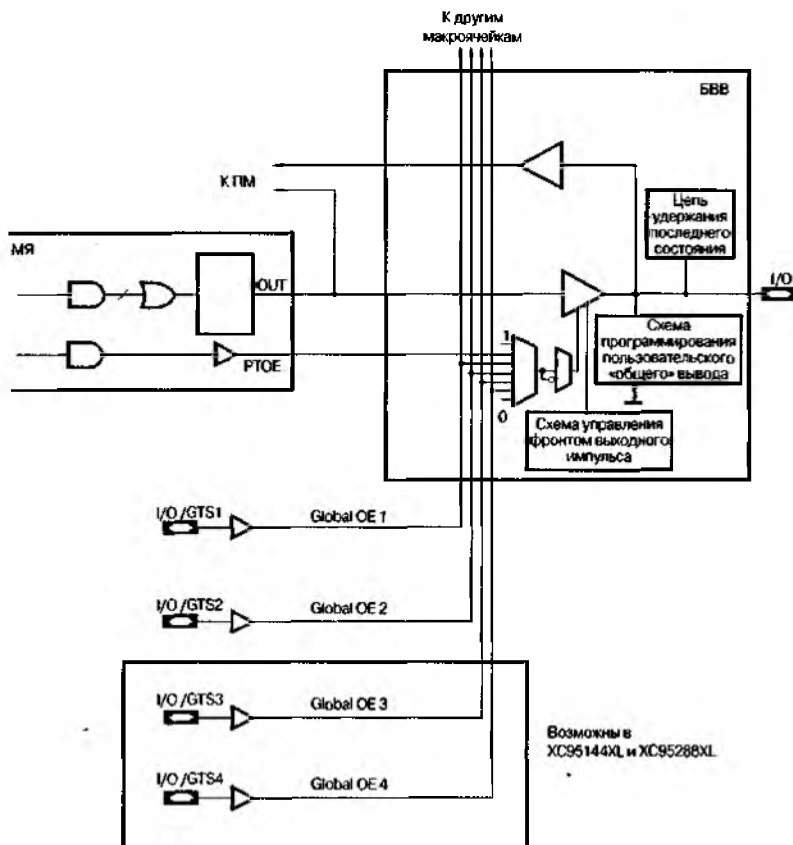 К другим
макроячейкам
БВВ
К ПМ
Цепь
удержания
последнего
состояния
МЯ
OUT
I/O
1
Схема
программирования
пользовательского
«общего» вывода
PTOE
0
Схема управления
фронтом выходного
импульса
I/O/GTS1
Global OE 1
I/O/GTS2
Global OE 2
I/O/GTS3
Global OE 3
Возможны в
XC95144XL и XC95288XL
I/O/GTS4
Global OE 4